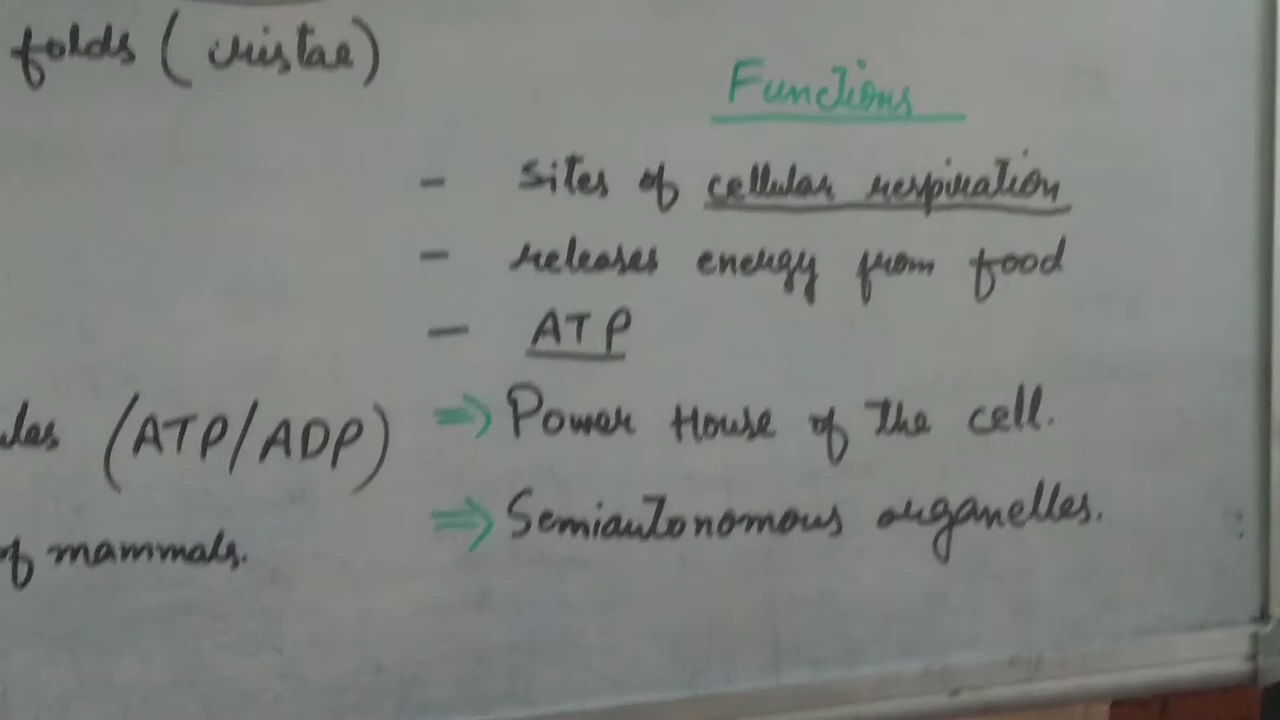 folds (cristae)
Functions
- sites of cellular respiration
- releases energy from food
- ATP
(ATP/ADP)
⇒ Power House of the cell.
⇒ Semiautonomous organelles.
of mammals.